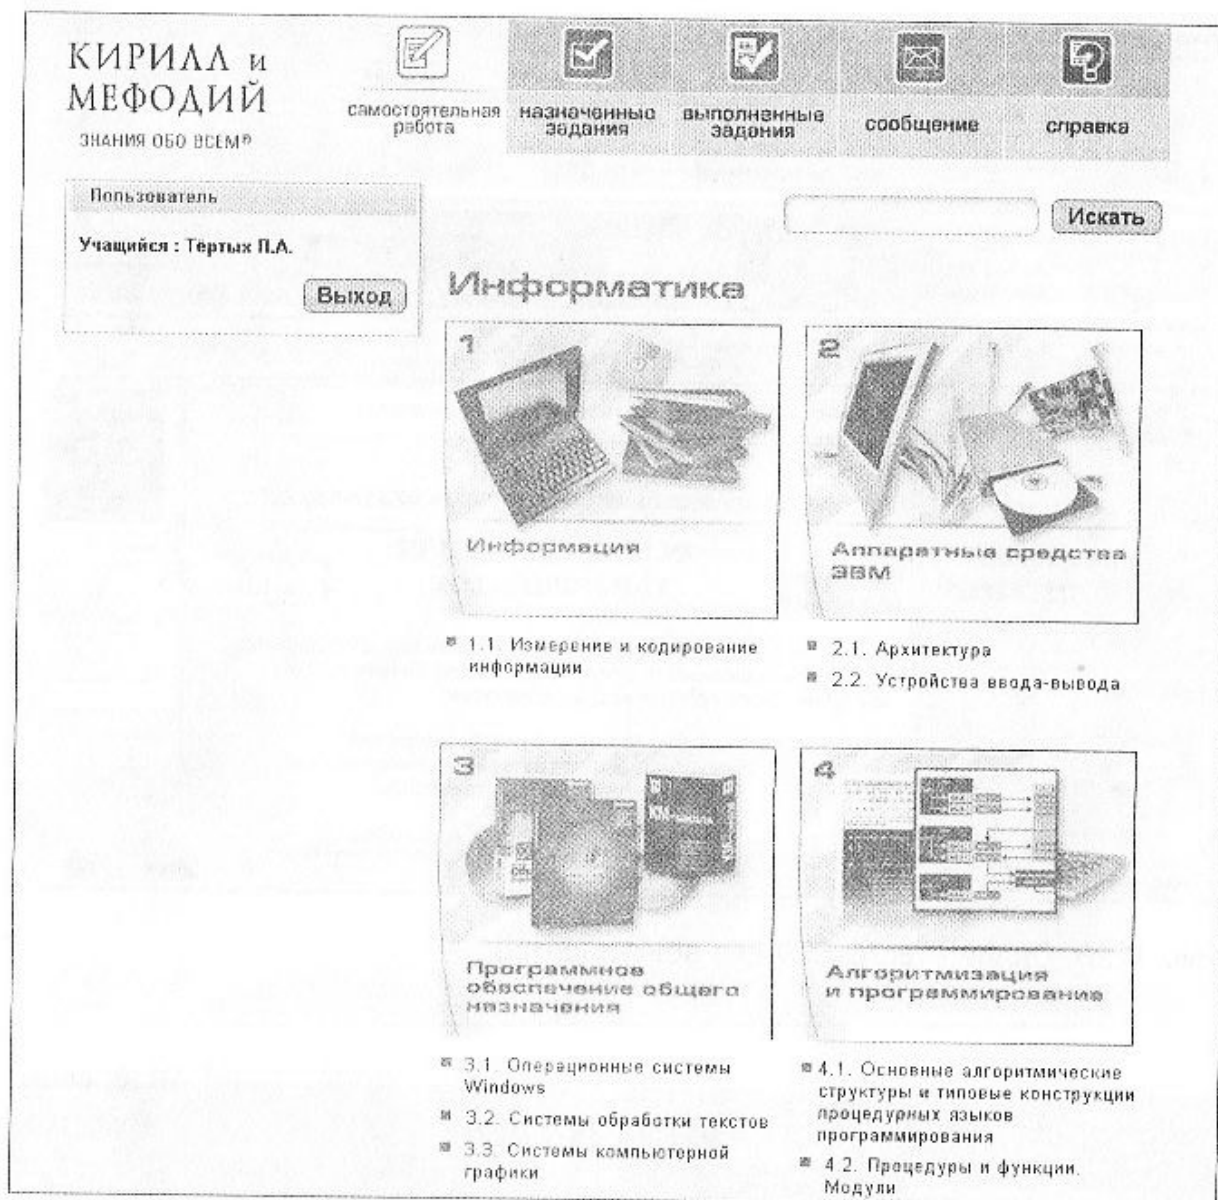 КИРИЛЛ и
МЕФОДИЙ
ЗНАНИЯ ОБО ВСЕМ®
самостоятельная
работа
назначенные
задания
выполненные
задания
сообщение
справка
Пользователь
Учащийся : Тёртых П.А.
Выход
Искать
Информатика
1
Информация
1.1. Измерение и кодирование
информации
2
Аппаратные средства
ЭВМ
2.1. Архитектура
2.2. Устройства ввода-вывода
3
Программное
обеспечение общего
назначения
3.1. Операционные системы
Windows
3.2. Системы обработки текстов
3.3. Системы компьютерной
графики
4
Алгоритмизация
и программирование
4.1. Основные алгоритмические
структуры и типовые конструкции
процедурных языков
программирования
4.2. Процедуры и функции.
Модули